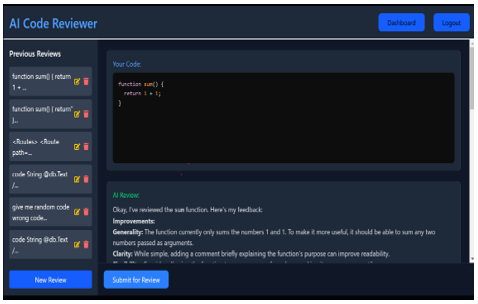 AI Code Reviewer
Dashboard
Logout
Previous Reviews
function sum() { return
1 + ...
function sum() { return"
}...
<Routes> <Route
path=...
code String @db.Text
/...
give me random code
wrong code...
code String @db.Text
/...
New Review
Your Code:
function sum() {
return 1 + 1;
}
AI Review:
Okay, I've reviewed the sum function. Here's my feedback:
Improvements:
Generality: The function currently only sums the numbers 1 and 1. To make it more useful, it should be able to sum any two
numbers passed as arguments.
Clarity: While simple, adding a comment briefly explaining the function's purpose can improve readability.
Submit for Review